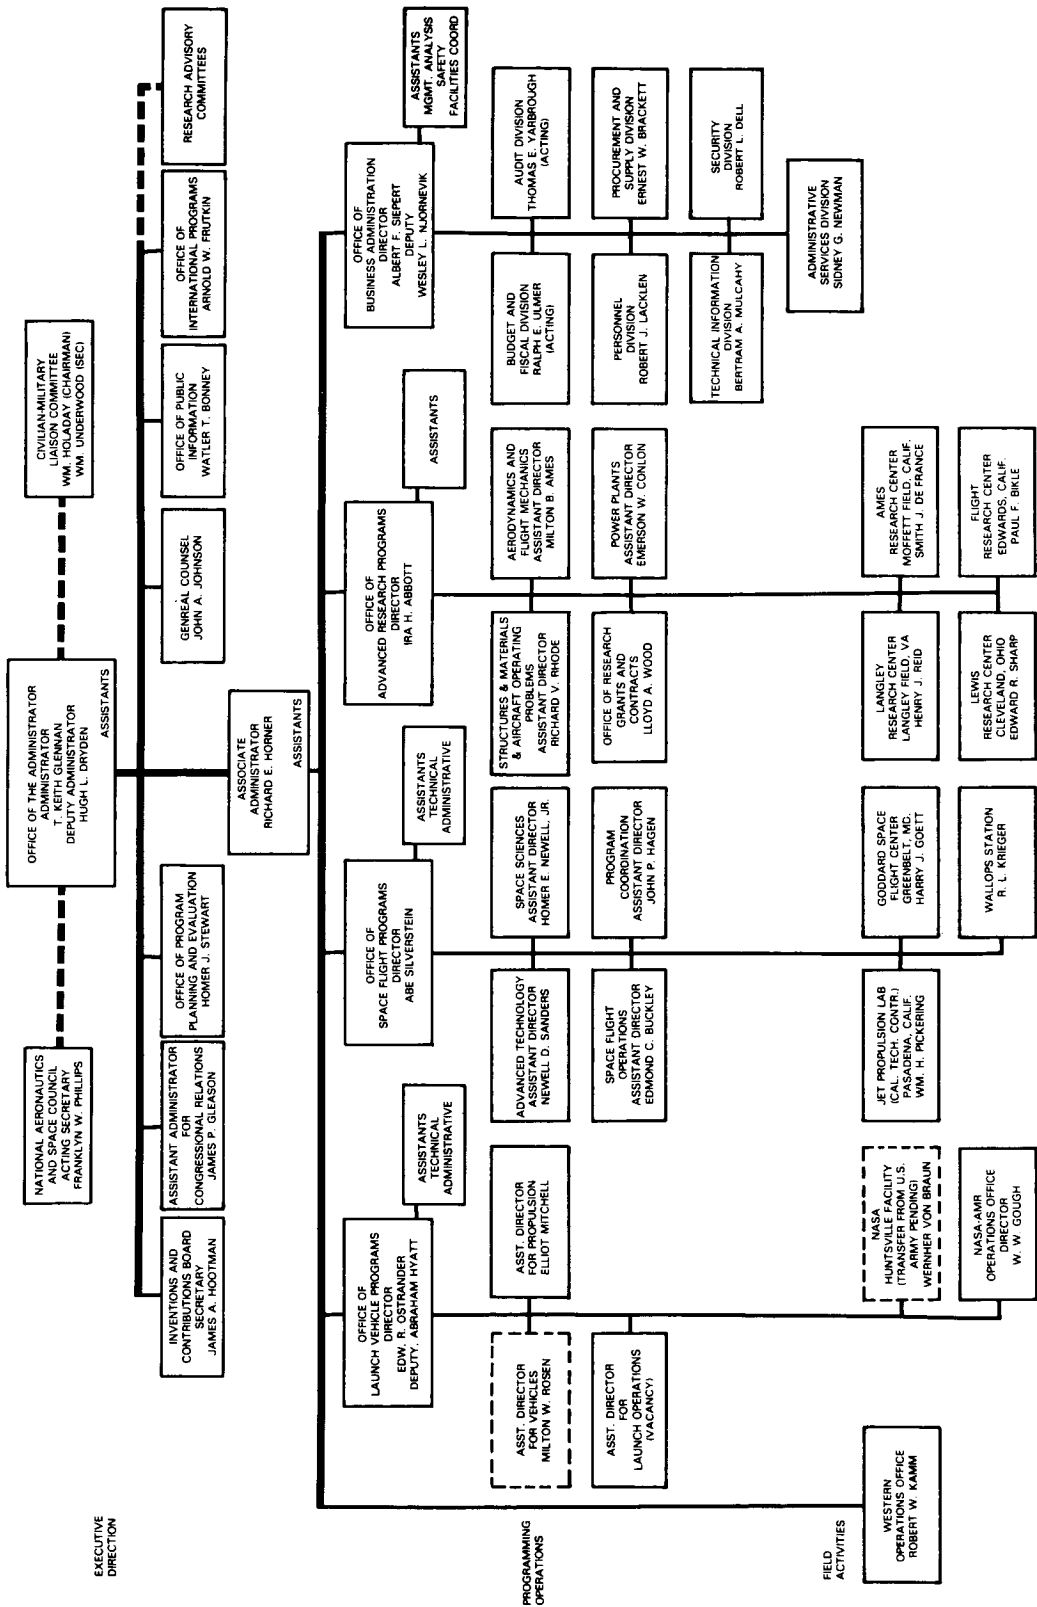 EXECUTIVE
DIRECTION
NATIONAL AERONAUTICS
AND SPACE COUNCIL
ACTING SECRETARY
FRANKLYN W. PHILLIPS
OFFICE OF THE ADMINISTRATOR
ADMINISTRATOR
T. KEITH GLENNAN
DEPUTY ADMINISTRATOR
HUGH L. DRYDEN
ASSISTANTS
CIVILIAN-MILITARY
LIAISON COMMITTEE
WM. HOLADAY (CHAIRMAN)
WM. UNDERWOOD (SEC)
INVENTIONS AND
CONTRIBUTIONS BOARD
SECRETARY
JAMES A. HOOTMAN
ASSISTANT ADMINISTRATOR
FOR
CONGRESSIONAL RELATIONS
JAMES P. GLEASON
OFFICE OF PROGRAM
PLANNING AND EVALUATION
HOMER J. STEWART
GENREAL COUNSEL
JOHN A. JOHNSON
OFFICE OF PUBLIC
INFORMATION
WATLER T. BONNEY
OFFICE OF
INTERNATIONAL PROGRAMS
ARNOLD W. FRUTKIN
RESEARCH ADVISORY
COMMITTEES
ASSOCIATE
ADMINISTRATOR
RICHARD E. HORNER
ASSISTANTS
OFFICE OF
LAUNCH VEHICLE PROGRAMS
DIRECTOR
EDW. R. OSTRANDER
DEPUTY, ABRAHAM HYATT
ASSISTANTS
TECHNICAL
ADMINISTRATIVE
OFFICE OF
SPACE FLIGHT PROGRAMS
DIRECTOR
ABE SILVERSTEIN
ASSISTANTS
TECHNICAL
ADMINISTRATIVE
OFFICE OF
ADVANCED RESEARCH PROGRAMS
DIRECTOR
IRA H. ABBOTT
ASSISTANTS
OFFICE OF
BUSINESS ADMINISTRATION
DIRECTOR
ALBERT F. SIEPERT
DEPUTY
WESLEY L. NJORNEVIK
ASSISTANTS
MGMT. ANALYSIS
SAFETY
FACILITIES COORD
PROGRAMMING
OPERATIONS
ASST. DIRECTOR
FOR VEHICLES
MILTON W. ROSEN
ASST. DIRECTOR
FOR PROPULSION
ELLIOT MITCHELL
ASST. DIRECTOR
FOR
LAUNCH OPERATIONS
(VACANCY)
ADVANCED TECHNOLOGY
ASSISTANT DIRECTOR
NEWELL D. SANDERS
SPACE SCIENCES
ASSISTANT DIRECTOR
HOMER E. NEWELL, JR.
SPACE FLIGHT
OPERATIONS
ASSISTANT DIRECTOR
EDMOND C. BUCKLEY
PROGRAM
COORDINATION
ASSISTANT DIRECTOR
JOHN P. HAGEN
STRUCTURES & MATERIALS
& AIRCRAFT OPERATING
PROBLEMS
ASSISTANT DIRECTOR
RICHARD V. RHODE
AERODYNAMICS AND
FLIGHT MECHANICS
ASSISTANT DIRECTOR
MILTON B. AMES
OFFICE OF RESEARCH
GRANTS AND
CONTRACTS
LLOYD A. WOOD
POWER PLANTS
ASSISTANT DIRECTOR
EMERSON W. CONLON
BUDGET AND
FISCAL DIVISION
RALPH E. ULMER
(ACTING)
AUDIT DIVISION
THOMAS E. YARBROUGH
(ACTING)
PERSONNEL
DIVISION
ROBERT J. LACKLEN
PROCUREMENT AND
SUPPLY DIVISION
ERNEST W. BRACKETT
TECHNICAL INFORMATION
DIVISION
BERTRAM A. MULCAHY
SECURITY
DIVISION
ROBERT L. DELL
ADMINISTRATIVE
SERVICES DIVISION
SIDNEY G. NEWMAN
FIELD
ACTIVITIES
WESTERN
OPERATIONS OFFICE
ROBERT W. KAMM
NASA
HUNTSVILLE FACILITY
(TRANSFER FROM U.S.
ARMY PENDING)
WERNHER VON BRAUN
NASA-AMR
OPERATIONS OFFICE
DIRECTOR
W. W. GOUGH
JET PROPULSION LAB
(CAL. TECH. CONTR.)
PASADENA, CALIF.
WM. H. PICKERING
GODDARD SPACE
FLIGHT CENTER
GREENBELT, MD.
HARRY J. GOETT
WALLOPS STATION
R. L. KRIEGER
LANGLEY
RESEARCH CENTER
LANGLEY FIELD, VA
HENRY J. REID
AMES
RESEARCH CENTER
MOFFETT FIELD, CALIF.
SMITH J. DE FRANCE
LEWIS
RESEARCH CENTER
CLEVELAND, OHIO
EDWARD R. SHARP
FLIGHT
RESEARCH CENTER
EDWARDS, CALIF.
PAUL F. BIKLE